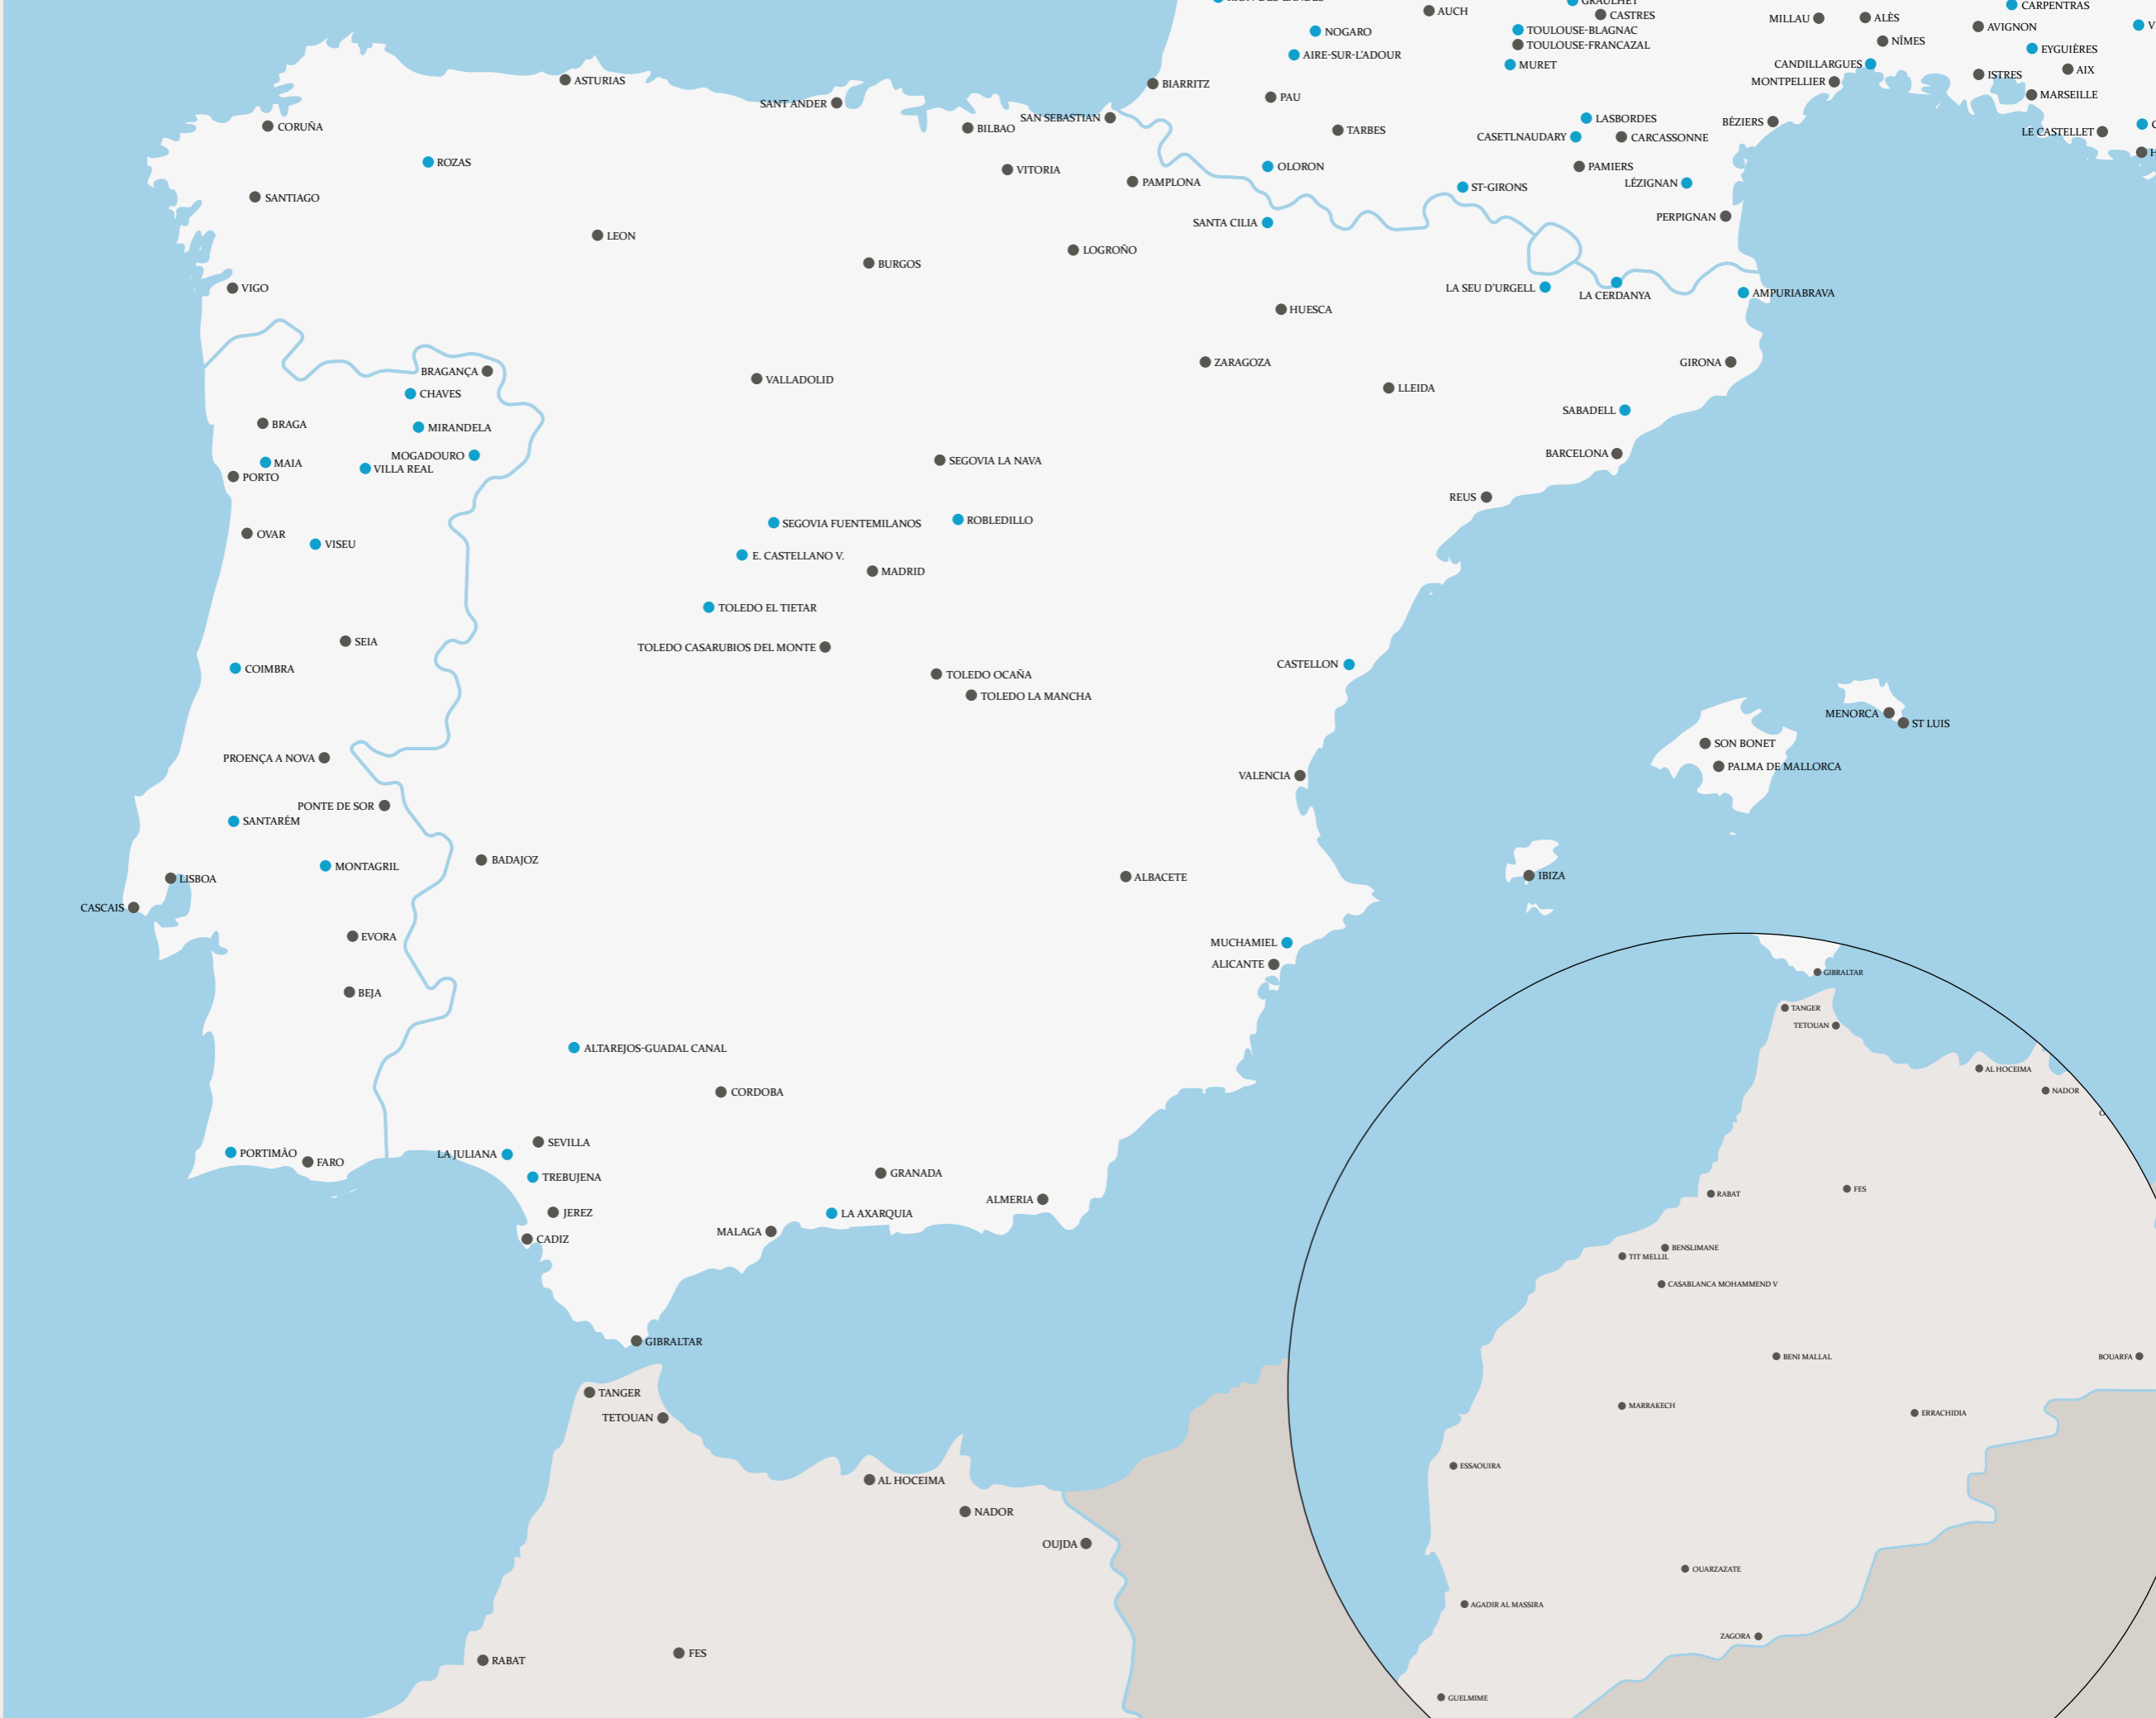 AUCH
CASTRES
MILLAU
ALÈS
CARPENTRAS
NOGARO
TOULOUSE-BLAGNAC
AVIGNON
TOULOUSE-FRANCAZAL
NÎMES
EYGUIÈRES
AIRE-SUR-L'ADOUR
MURET
CANDILLARGUES
AIX
ISTRES
ASTURIAS
BIARRITZ
MONTPELLIER
PAU
MARSEILLE
SANT ANDER
SAN SEBASTIAN
LASBORDES
BÉZIERS
CORUÑA
BILBAO
TARBES
LE CASTELLET
CASETLNAUDARY
CARCASSONNE
ROZAS
VITORIA
OLORON
PAMIERS
PAMPLONA
ST-GIRONS
LÉZIGNAN
SANTIAGO
PERPIGNAN
SANTA CILIA
LEON
LOGROÑO
BURGOS
VIGO
LA SEU D'URGELL
LA CERDANYA
AMPURIABRAVA
HUESCA
ZARAGOZA
GIRONA
BRAGANÇA
VALLADOLID
LLEIDA
CHAVES
SABADELL
BRAGA
MIRANDELA
BARCELONA
MOGADOURO
SEGOVIA LA NAVA
MAIA
VILLA REAL
PORTO
REUS
SEGOVIA FUENTEMILANOS
ROBLEDILLO
OVAR
VISEU
E. CASTELLANO V.
MADRID
TOLEDO EL TIETAR
SEIA
TOLEDO CASARUBIOS DEL MONTE
CASTELLON
COIMBRA
TOLEDO OCAÑA
TOLEDO LA MANCHA
MENORCA
ST LUIS
SON BONET
PROENÇA A NOVA
PALMA DE MALLORCA
VALENCIA
PONTE DE SOR
SANTARÉM
BADAJOZ
MONTAGRIL
LISBOA
ALBACETE
IBIZA
CASCAIS
EVORA
MUCHAMIEL
ALICANTE
GIBRALTAR
BEJA
TANGER
TETOUAN
ALTAREJOS-GUADAL CANAL
AL HOCEIMA
CORDOBA
NADOR
SEVILLA
PORTIMÃO
LA JULIANA
FARO
GRANADA
TREBUJENA
FES
RABAT
ALMERIA
JEREZ
LA AXARQUIA
MALAGA
CADIZ
BENSLIMANE
TIT MELLIL
CASABLANCA MOHAMMEND V
GIBRALTAR
BENI MALLAL
BOUARFA
TANGER
MARRAKECH
ERRACHIDIA
TETOUAN
ESSAOUIRA
AL HOCEIMA
NADOR
OUJDA
OUARZAZATE
AGADIR AL MASSIRA
ZAGORA
FES
RABAT
GUELMIME